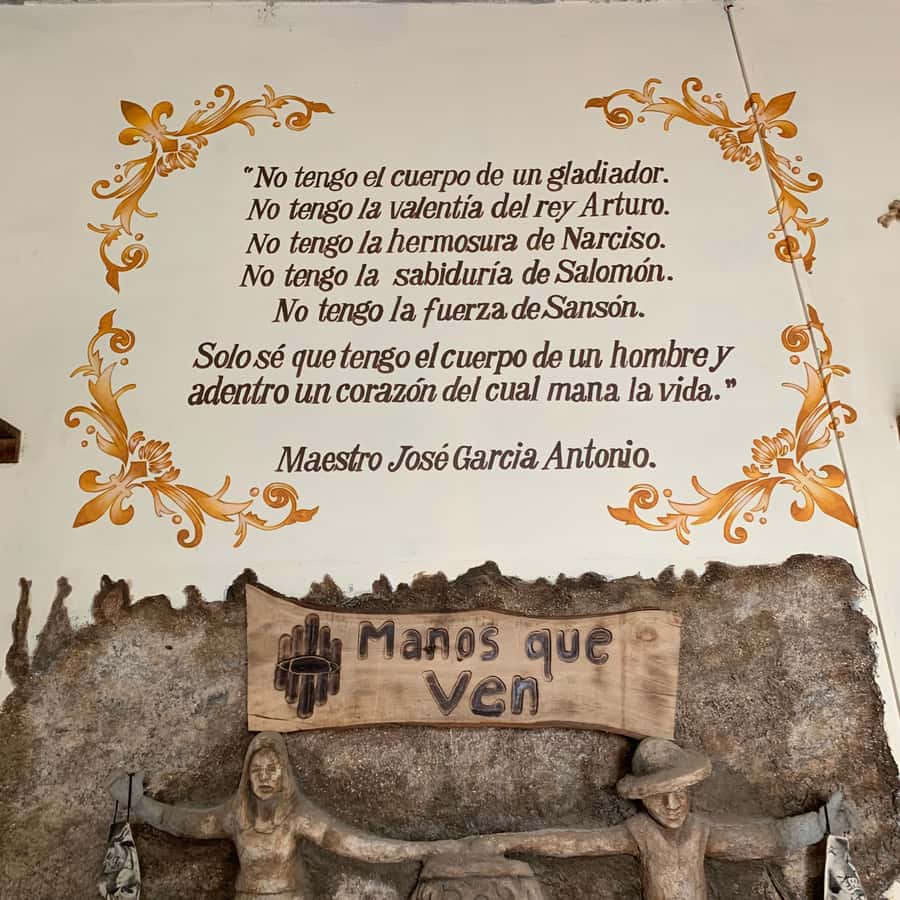 "No tengo el cuerpo de un gladiador.
No tengo la valentía del rey Arturo.
No tengo la hermosura de Narciso.
No tengo la sabiduría de Salomón.
No tengo la fuerza de Sansón.
Solo sé que tengo el cuerpo de un hombre y
adentro un corazón del cual mana la vida."
Maestro José Garcia Antonio.
Manos que
Ven